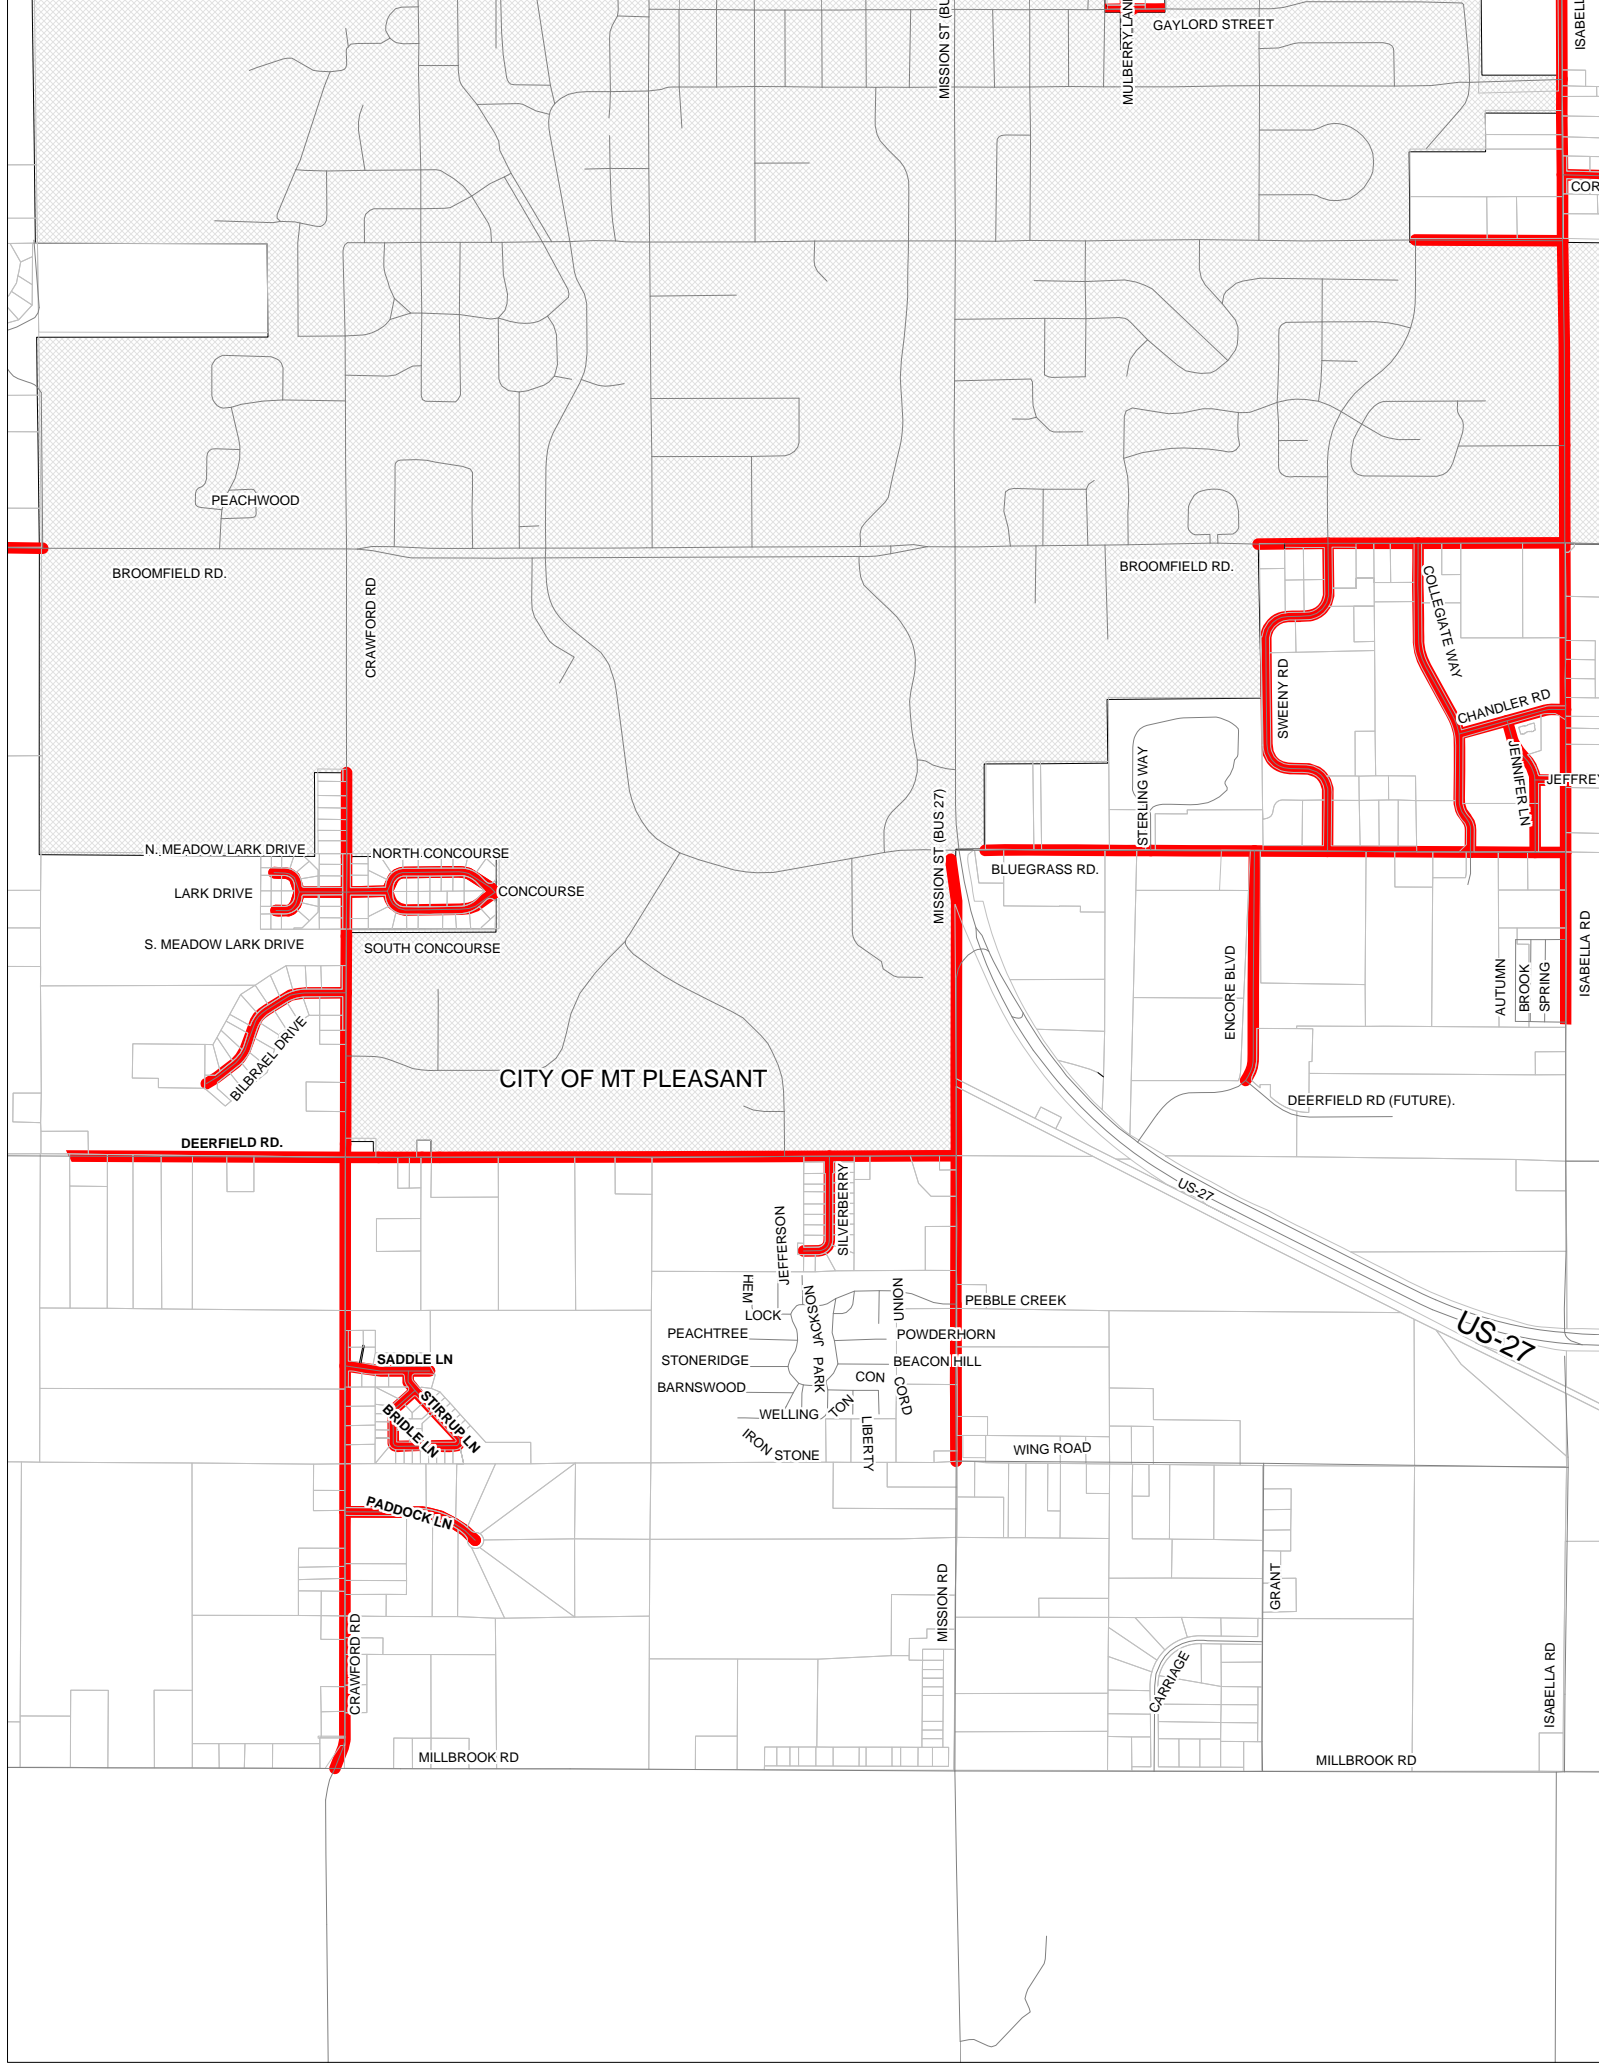 MISSION ST (BU
MULBERRY LAN
GAYLORD STREET
ISABELL
COR
PEACHWOOD
BROOMFIELD RD.
CRAWFORD RD
BROOMFIELD RD.
COLLEGIATE WAY
SWEENY RD
CHANDLER RD
JENNIFER LN
JEFFREY
STERLING WAY
MISSION ST (BUS 27)
BLUEGRASS RD.
N. MEADOW LARK DRIVE
NORTH CONCOURSE
LARK DRIVE
CONCOURSE
S. MEADOW LARK DRIVE
SOUTH CONCOURSE
ENCORE BLVD
AUTUMN
BROOK
SPRING
ISABELLA RD
BILBRAEL DRIVE
CITY OF MT PLEASANT
DEERFIELD RD (FUTURE).
DEERFIELD RD.
US-27
SILVERBERRY
JEFFERSON
HEM
LOCK
JACKSON
UNION
PEBBLE CREEK
PEACHTREE
POWDERHORN
US-27
STONERIDGE
PARK
BEACON HILL
SADDLE LN
BARNSWOOD
CON
CORD
STIRRUP LN
BRIDLE LN
WELLING
TON
LIBERTY
IRON
STONE
WING ROAD
PADDOCK LN
MISSION RD
GRANT
CRAWFORD RD
CARRIAGE
ISABELLA RD
MILLBROOK RD
MILLBROOK RD